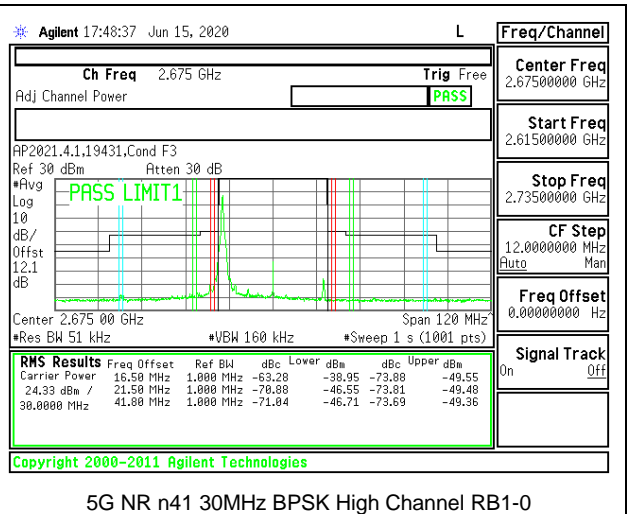 Agilent 17:48:37 Jun 15, 2020 L
Freq/Channel
Ch Freq 2.675 GHz Trig Free
Adj Channel Power PASS
Center Freq
2.67500000 GHz
Start Freq
2.61500000 GHz
Stop Freq
2.73500000 GHz
CF Step
12.0000000 MHz
Auto Man
Freq Offset
0.00000000 Hz
Signal Track
On Off
AP2021.4.1,19431,Cond F3
Ref 30 dBm Atten 30 dB
#Avg
Log
10
dB/
Offst
12.1
dB
PASS LIMIT1
Center 2.675 00 GHz Span 120 MHz
#Res BW 51 kHz #VBW 160 kHz #Sweep 1 s (1001 pts)
RMS Results Freq Offset Ref BW dBc Lower dBm dBc Upper dBm
Carrier Power 16.50 MHz 1.000 MHz -63.28 -38.95 -73.88 -49.55
24.33 dBm / 21.50 MHz 1.000 MHz -70.88 -46.55 -73.81 -49.48
30.0000 MHz 41.80 MHz 1.000 MHz -71.04 -46.71 -73.69 -49.36
Copyright 2000-2011 Agilent Technologies
5G NR n41 30MHz BPSK High Channel RB1-0